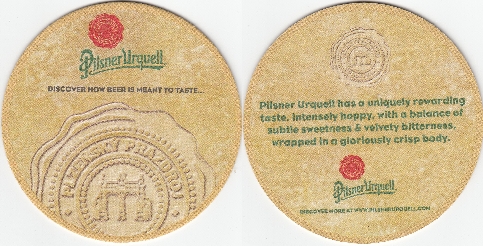 Pilsner Urquell
DISCOVER HOW BEER IS MEANT TO TASTE...
PLZEŇSKÝ PRAZDROJ
Pilsner Urquell has a uniquely rewarding
taste, intensely hoppy, with a balance of
subtle sweetness & velvety bitterness,
wrapped in a gloriously crisp body.
Pilsner Urquell
DISCOVER MORE AT WWW.PILSNERURQUELL.COM